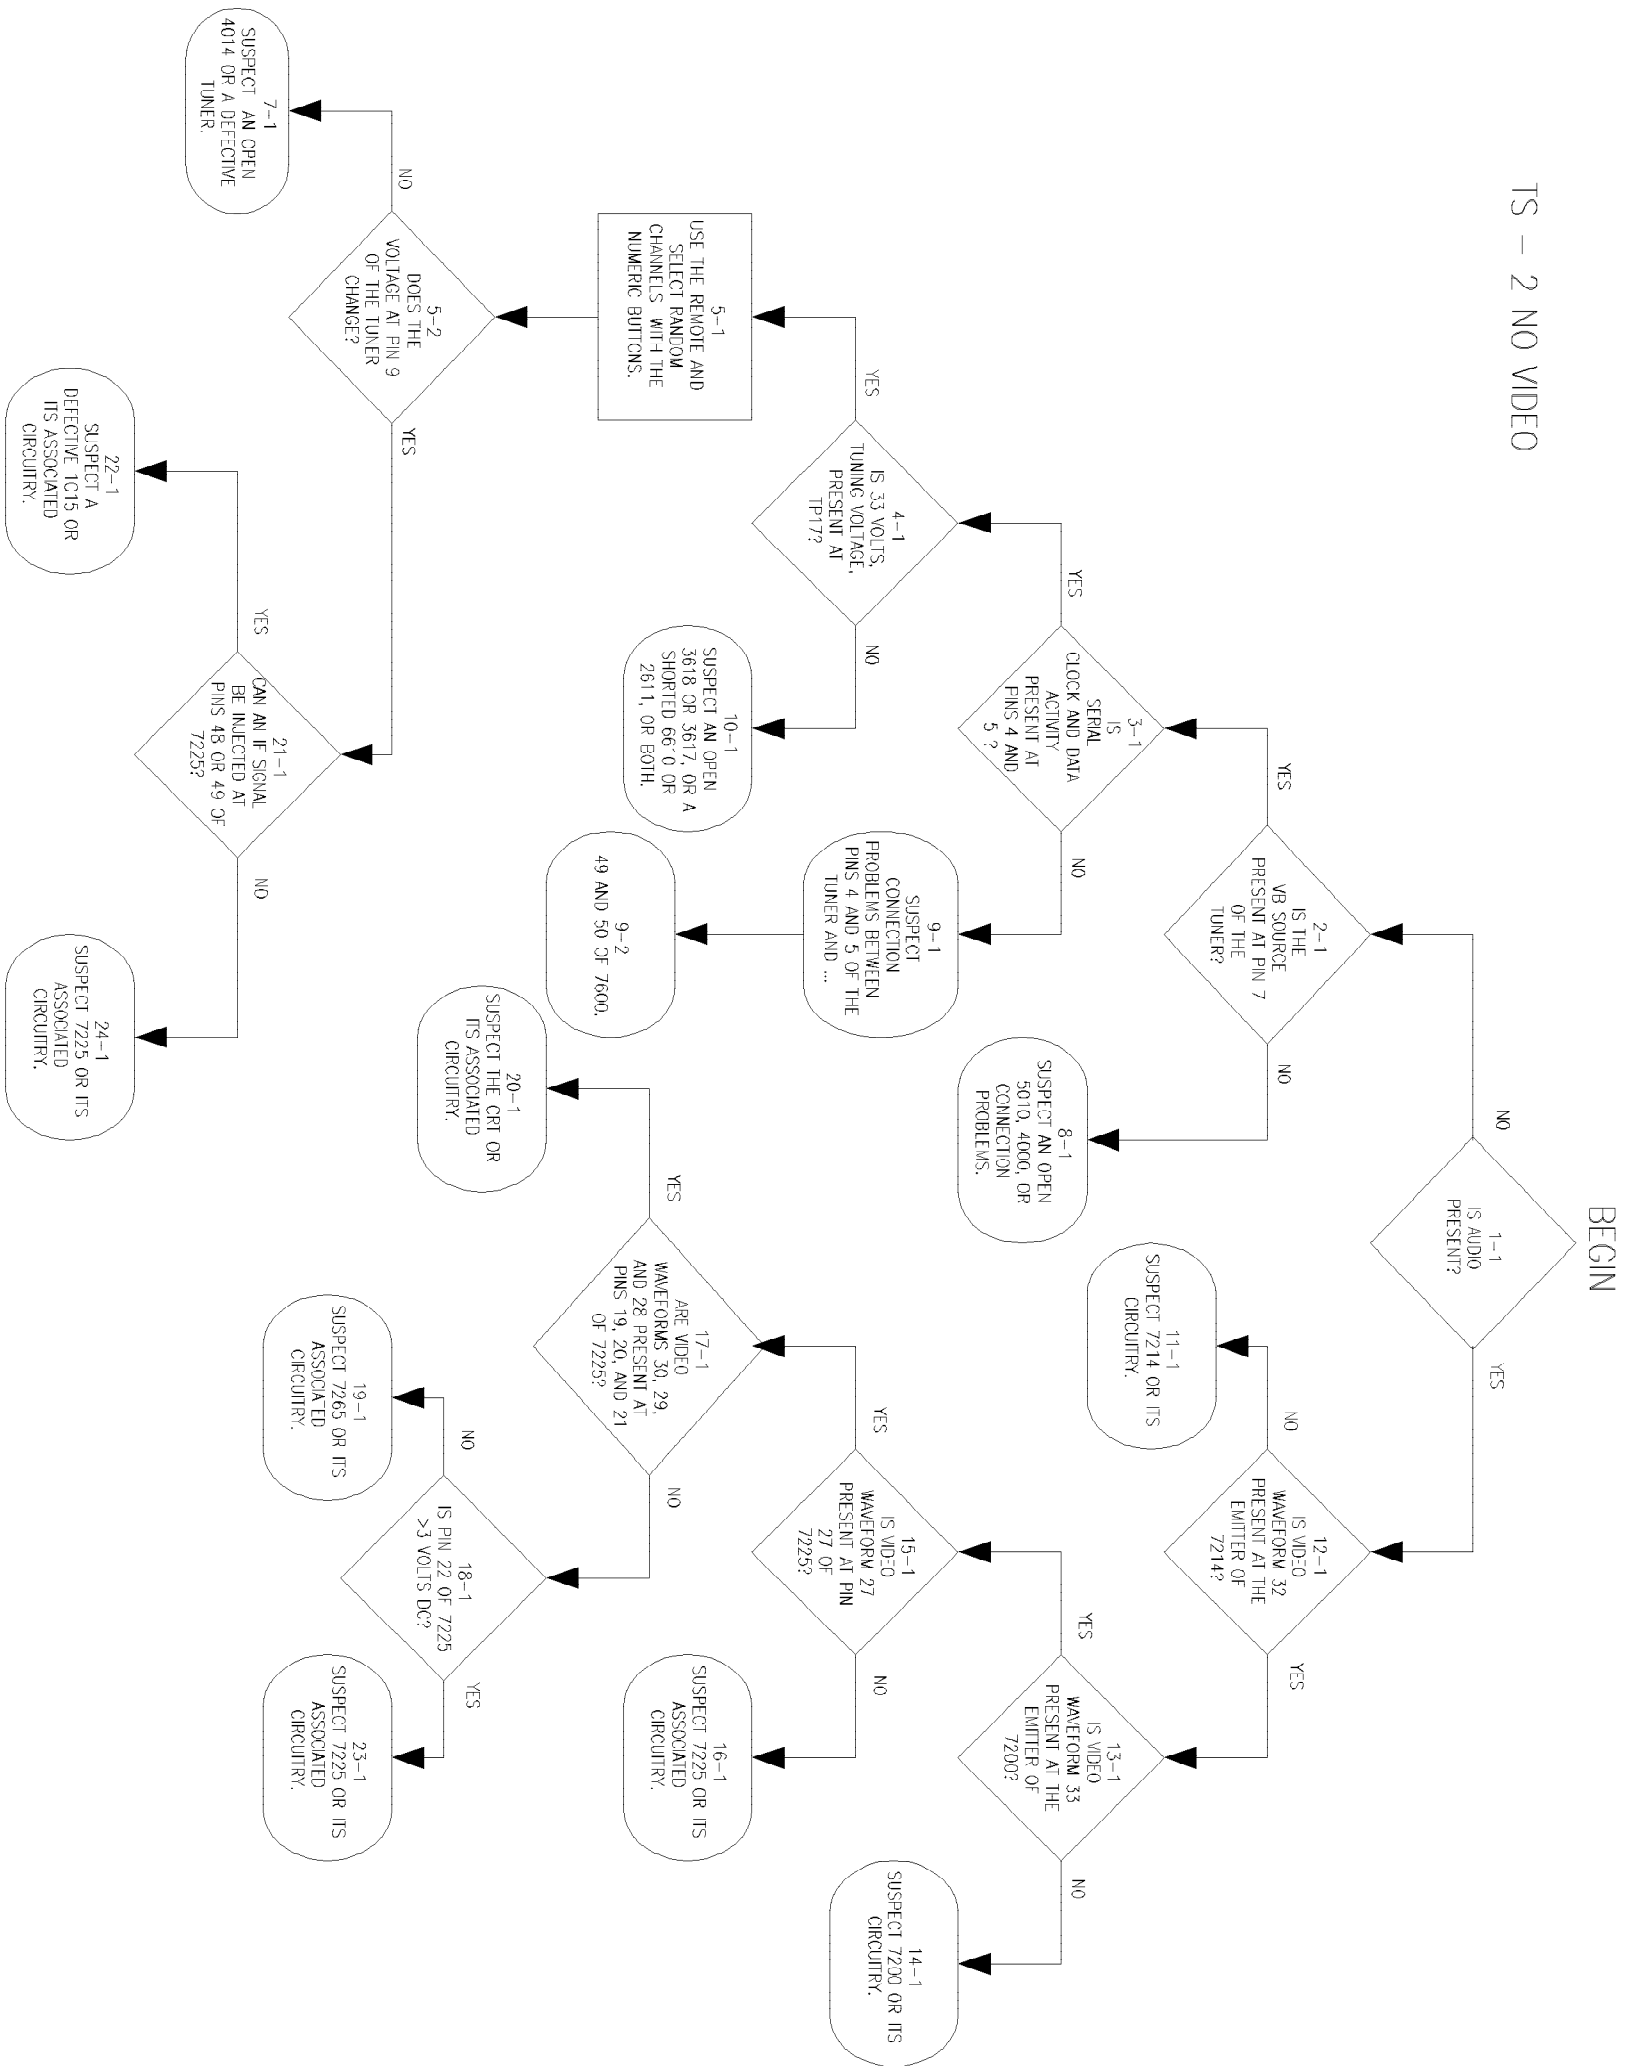 TS - 2 NO VIDEO
BEGIN
1-1
IS AUDIO
PRESENT?
NO
YES
2-1
IS THE
VB SOURCE
PRESENT AT PIN 7
OF THE
TUNER?
YES
NO
12-1
IS VIDEO
WAVEFORM 32
PRESENT AT THE
EMITTER OF
7214?
NO
YES
3-1
IS
SERIAL
CLOCK AND DATA
ACTIVITY
PRESENT AT
PINS 4 AND
5 ?
YES
NO
8-1
SUSPECT AN OPEN
5010, 4000, OR
CONNECTION
PROBLEMS.
11-1
SUSPECT 7214 OR ITS
CIRCUITRY.
13-1
IS VIDEO
WAVEFORM 33
PRESENT AT THE
EMITTER OF
7200?
YES
NO
4-1
IS 33 VOLTS,
TUNING VOLTAGE,
PRESENT AT
TP17?
YES
NO
9-1
SUSPECT
CONNECTION
PROBLEMS BETWEEN
PINS 4 AND 5 OF THE
TUNER AND ...
15-1
IS VIDEO
WAVEFORM 27
PRESENT AT PIN
27 OF
7225?
YES
NO
14-1
SUSPECT 7200 OR ITS
CIRCUITRY.
5-1
USE THE REMOTE AND
SELECT RANDOM
CHANNELS WITH THE
NUMERIC BUTTONS.
10-1
SUSPECT AN OPEN
3618 OR 3617, OR A
SHORTED 6610 OR
2611, OR BOTH.
9-2
49 AND 50 OF 7600.
17-1
ARE VIDEO
WAVEFORMS 30, 29,
AND 28 PRESENT AT
PINS 19, 20, AND 21
OF 7225?
YES
NO
16-1
SUSPECT 7225 OR ITS
ASSOCIATED
CIRCUITRY.
5-2
DOES THE
VOLTAGE AT PIN 9
OF THE TUNER
CHANGE?
NO
YES
20-1
SUSPECT THE CRT OR
ITS ASSOCIATED
CIRCUITRY.
18-1
IS PIN 22 OF 7225
>3 VOLTS DC?
NO
YES
7-1
SUSPECT AN OPEN
4014 OR A DEFECTIVE
TUNER.
21-1
CAN AN IF SIGNAL
BE INJECTED AT
PINS 48 OR 49 OF
7225?
YES
NO
19-1
SUSPECT 7265 OR ITS
ASSOCIATED
CIRCUITRY.
23-1
SUSPECT 7225 OR ITS
ASSOCIATED
CIRCUITRY.
22-1
SUSPECT A
DEFECTIVE 1C15 OR
ITS ASSOCIATED
CIRCUITRY.
24-1
SUSPECT 7225 OR ITS
ASSOCIATED
CIRCUITRY.